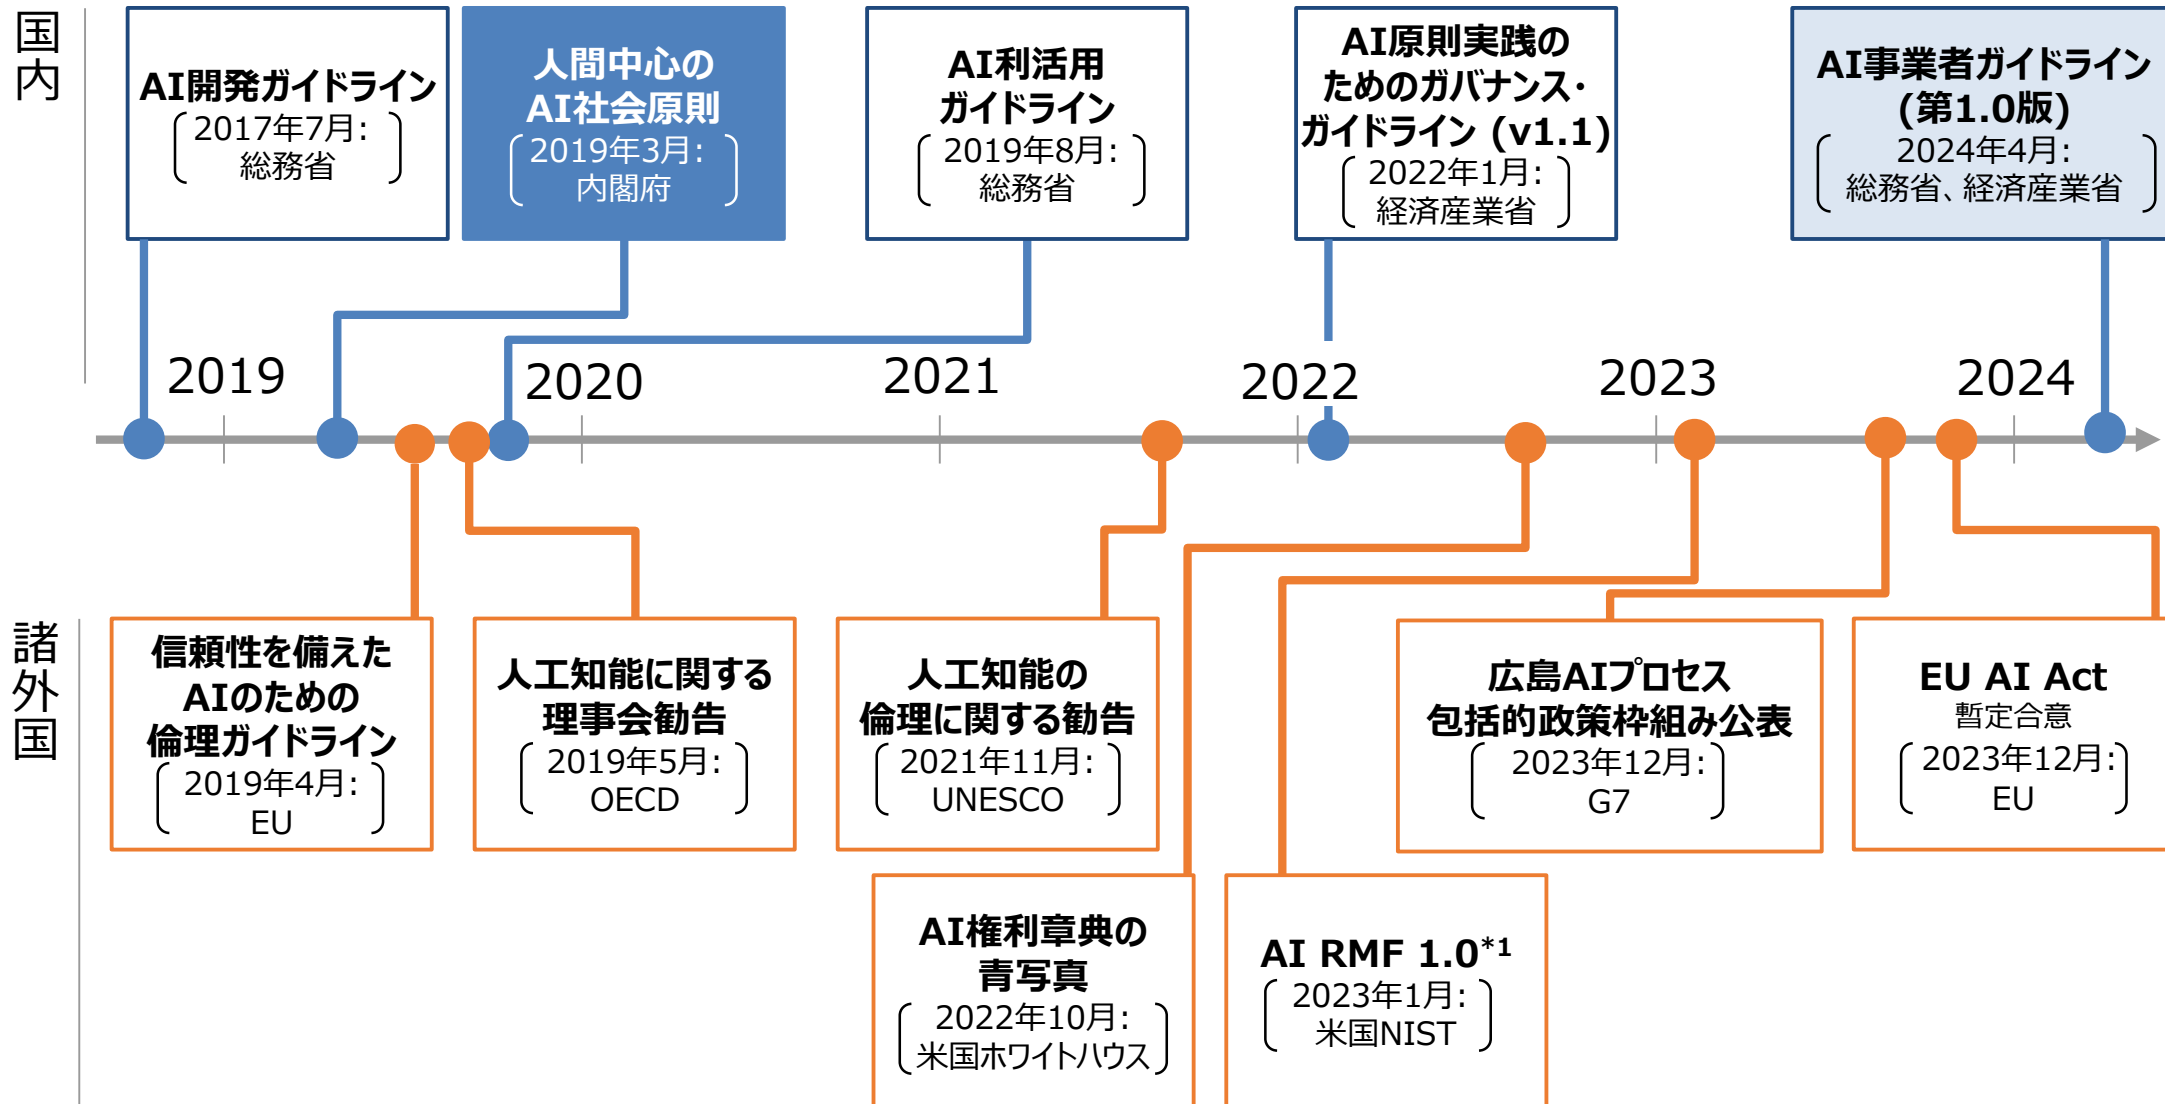 国内
AI開発ガイドライン
2017年7月:
総務省
人間中心の
AI社会原則
2019年3月:
内閣府
AI利活用
ガイドライン
2019年8月:
総務省
AI原則実践の
ためのガバナンス・
ガイドライン (v1.1)
2022年1月:
経済産業省
AI事業者ガイドライン
(第1.0版)
2024年4月:
総務省、経済産業省
2019
2020
2021
2022
2023
2024
諸外国
信頼性を備えた
AIのための
倫理ガイドライン
2019年4月:
EU
人工知能に関する
理事会勧告
2019年5月:
OECD
人工知能の
倫理に関する勧告
2021年11月:
UNESCO
広島AIプロセス
包括的政策枠組み公表
2023年12月:
G7
EU AI Act
暫定合意
2023年12月:
EU
AI権利章典の
青写真
2022年10月:
米国ホワイトハウス
AI RMF 1.0*1
2023年1月:
米国NIST